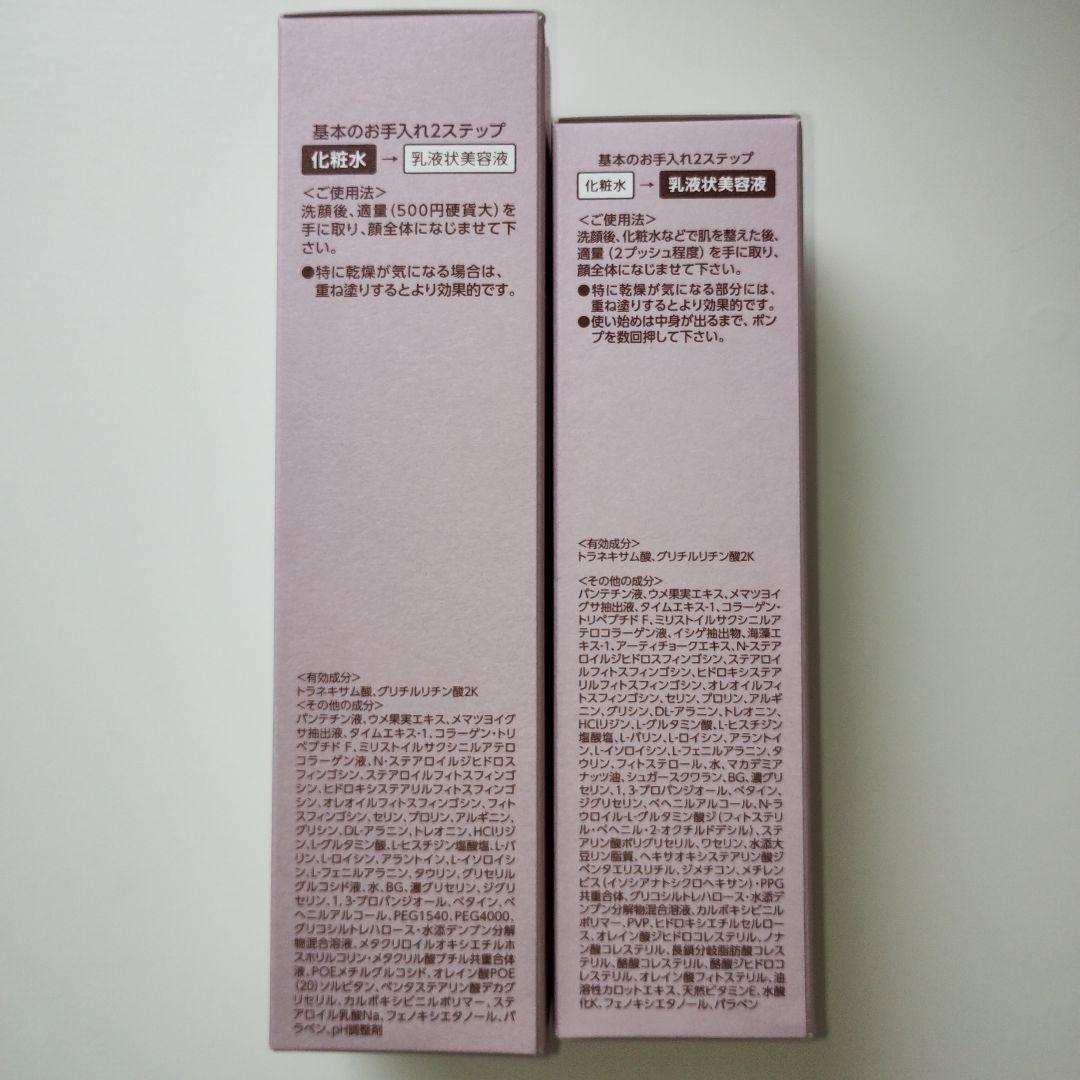 基本のお手入れ2ステップ
化粧水 → 乳液状美容液
<ご使用法>
洗顔後、適量(500円硬貨大)を
手に取り、顔全体になじませて下
さい。
●特に乾燥が気になる場合は、
重ね塗りするとより効果的です。
<有効成分>
トラネキサム酸、グリチルリチン酸2K
<その他の成分>
パンテチン液、ウメ果実エキス、メマツヨイグ
サ抽出液、タイムエキス-1、コラーゲン・トリ
ペプチド F、ミリストイルサクシニルアテロ
コラーゲン液、N-ステアロイルジヒドロス
フィンゴシン、ステアロイルフィトスフィンゴ
シン、ヒドロキシステアリルフィトスフィンゴ
シン、オレオイルフィトスフィンゴシン、フィト
スフィンゴシン、セリン、プロリン、アルギニン、
グリシン、DL-アラニン、トレオニン、HClリジ
ン、L-グルタミン酸、L-ヒスチジン塩酸塩、L-バ
リン、L-ロイシン、アラントイン、L-イソロイシ
ン、L-フェニルアラニン、タウリン、グリセリル
グルコシド液、水、BG、濃グリセリン、ジグリ
セリン、1,3-プロパンジオール、ベタイン、ベ
ヘニルアルコール、PEG1540、PEG4000、
グリコシルトレハロース・水添デンプン分解
物混合溶液、メタクリロイルオキシエチルホ
スホリルコリン・メタクリル酸ブチル共重合体
液、POEメチルグルコシド、オレイン酸POE
(20)ソルビタン、ペンタステアリン酸デカグ
リセリル、カルボキシビニルポリマー、ステ
アロイル乳酸Na、フェノキシエタノール、パ
ラベン、pH調整剤
基本のお手入れ2ステップ
化粧水 → 乳液状美容液
<ご使用法>
洗顔後、化粧水などで肌を整えた後、
適量(2プッシュ程度)を手に取り、
顔全体になじませて下さい。
●特に乾燥が気になる部分には、
重ね塗りするとより効果的です。
●使い始めは中身が出るまで、ポン
プを数回押して下さい。
<有効成分>
トラネキサム酸、グリチルリチン酸2K
<その他の成分>
パンテチン液、ウメ果実エキス、メマツヨイ
グサ抽出液、タイムエキス-1、コラーゲン・
トリペプチド F、ミリストイルサクシニルア
テロコラーゲン液、イシゲ抽出物、海藻エ
キス-1、アーティチョークエキス、N-ステア
ロイルジヒドロスフィンゴシン、ステアロイ
ルフィトスフィンゴシン、ヒドロキシステア
リルフィトスフィンゴシン、オレオイルフィ
トスフィンゴシン、セリン、プロリン、アルギ
ニン、グリシン、DL-アラニン、トレオニン、
HClリジン、L-グルタミン酸、L-ヒスチジン
塩酸塩、L-バリン、L-ロイシン、アラントイ
ン、L-イソロイシン、L-フェニルアラニン、タ
ウリン、フィトステロール、水、マカデミア
ナッツ油、シュガースクワラン、BG、濃グリ
セリン、1,3-プロパンジオール、ベタイン、
ジグリセリン、ベヘニルアルコール、N-ラ
ウロイル-L-グルタミン酸ジ(フィトステリ
ル・ベヘニル・2-オクチルドデシル)、ステ
アリン酸ポリグリセリル、ワセリン、水添大
豆リン脂質、ヘキサオキシステアリン酸ジ
ペンタエリスリチル、ジメチコン、メチレン
ビス(イソシアナトシクロヘキサン)・PPG
共重合体、グリコシルトレハロース・水添デ
ンプン分解物混合溶液、カルボキシビニル
ポリマー、PVP、ヒドロキシエチルセルロー
ス、オレイン酸ジヒドロコレステリル、ノナ
ン酸コレステリル、長鎖分岐脂肪酸コレス
テリル、酪酸コレステリル、酪酸ジヒドロコ
レステリル、オレイン酸フィトステリル、油
溶性カロットエキス、天然ビタミンE、水酸
化K、フェノキシエタノール、パラベン